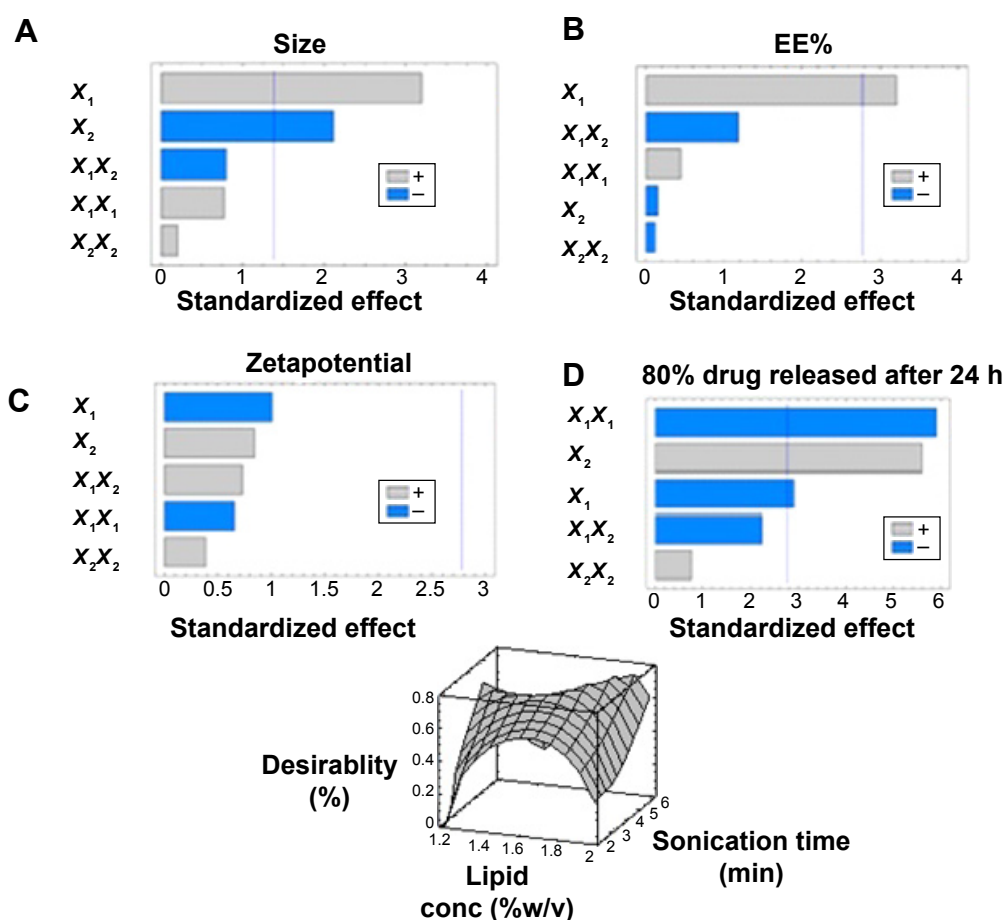 A
Size
X₁
X₂
X₁X₂
X₁X₁
X₂X₂
+
–
0 1 2 3 4
Standardized effect
B
EE%
X₁
X₁X₂
X₁X₁
X₂
X₂X₂
+
–
0 1 2 3 4
Standardized effect
C
Zetapotential
X₁
X₂
X₁X₂
X₁X₁
X₂X₂
+
–
0 0.5 1 1.5 2 2.5 3
Standardized effect
D
80% drug released after 24 h
X₁X₁
X₂
X₁
X₁X₂
X₂X₂
+
–
0 1 2 3 4 5 6
Standardized effect
Desirablity
(%)
0.8
0.6
0.4
0.2
0
1.2 1.4 1.6 1.8 2
Lipid
conc (%w/v)
2 3 4 5 6
Sonication time
(min)